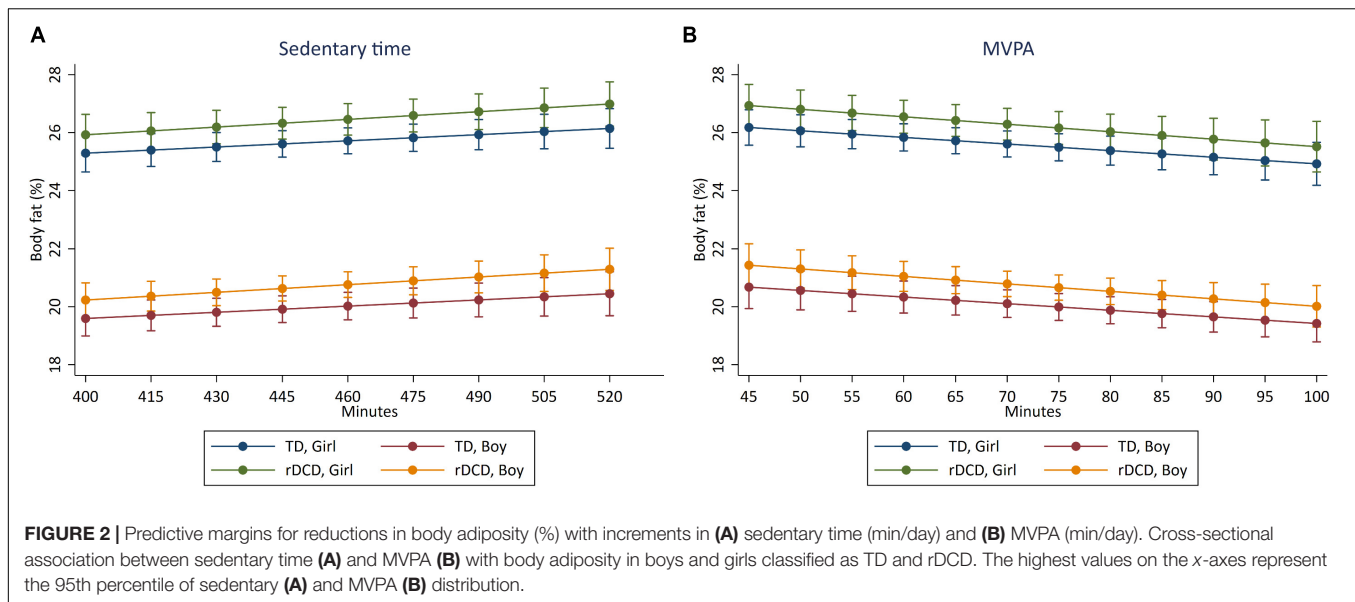 A
Sedentary time
Body fat (%)
28
26
24
22
20
18
400 415 430 445 460 475 490 505 520
Minutes
TD, Girl TD, Boy
rDCD, Girl rDCD, Boy
B
MVPA
Body fat (%)
28
26
24
22
20
18
45 50 55 60 65 70 75 80 85 90 95 100
Minutes
TD, Girl TD, Boy
rDCD, Girl rDCD, Boy
FIGURE 2 | Predictive margins for reductions in body adiposity (%) with increments in (A) sedentary time (min/day) and (B) MVPA (min/day). Cross-sectional
association between sedentary time (A) and MVPA (B) with body adiposity in boys and girls classified as TD and rDCD. The highest values on the x-axes represent
the 95th percentile of sedentary (A) and MVPA (B) distribution.